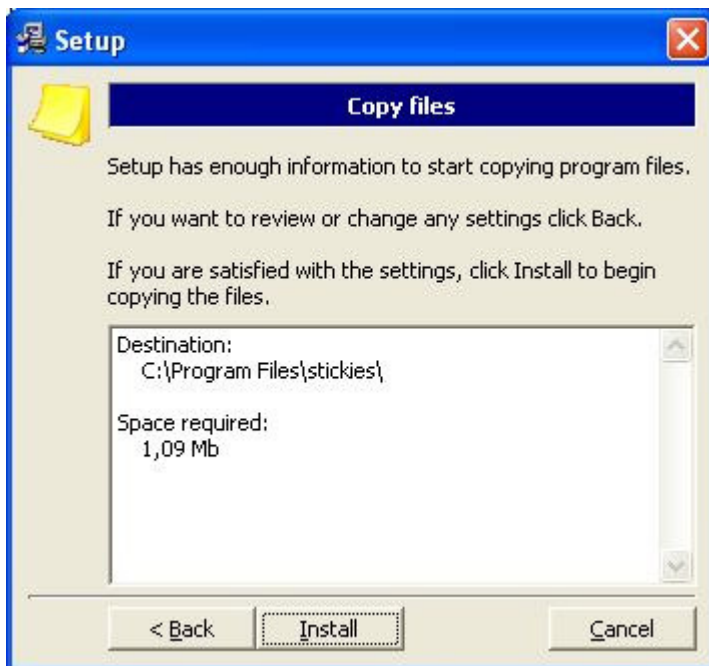 Setup
Copy files
Setup has enough information to start copying program files.
If you want to review or change any settings click Back.
If you are satisfied with the settings, click Install to begin
copying the files.
Destination:
C:\Program Files\stickies\
Space required:
1,09 Mb
< Back Install Cancel